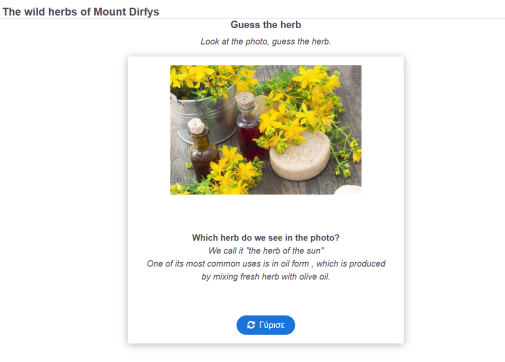 The wild herbs of Mount Dirfys
Guess the herb
Look at the photo, guess the herb.
Which herb do we see in the photo?
We call it "the herb of the sun"
One of its most common uses is in oil form , which is produced
by mixing fresh herb with olive oil.
Γύρισε